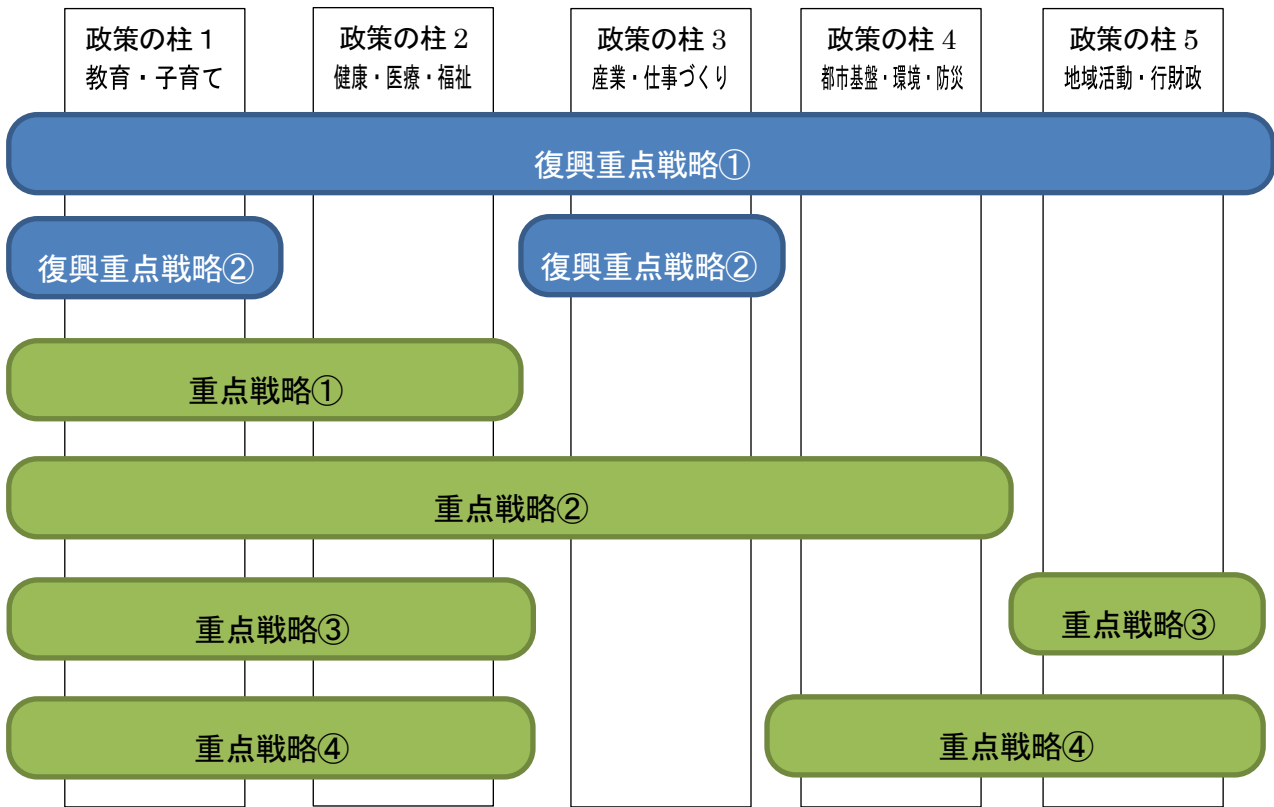 政策の柱1
教育・子育て
政策の柱2
健康・医療・福祉
政策の柱3
産業・仕事づくり
政策の柱4
都市基盤・環境・防災
政策の柱5
地域活動・行財政
復興重点戦略①
復興重点戦略②
復興重点戦略②
重点戦略①
重点戦略②
重点戦略③
重点戦略③
重点戦略④
重点戦略④